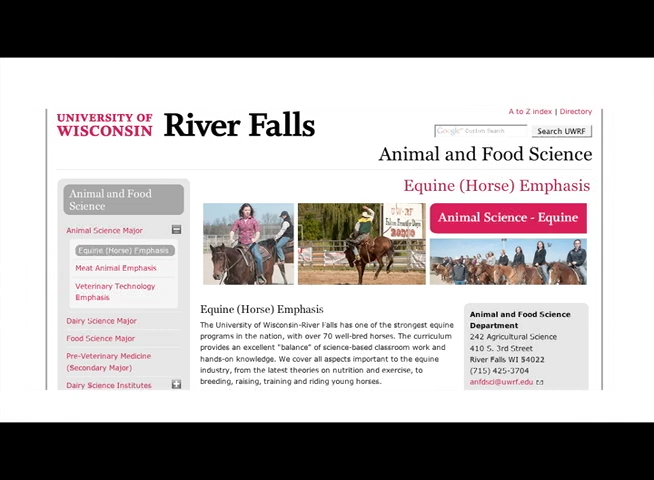 UNIVERSITY OF
WISCONSIN
River Falls
A to Z index | Directory
Google™ Custom Search
Search UWRF
Animal and Food Science
Equine (Horse) Emphasis
Animal and Food
Science
Animal Science Major
Equine (Horse) Emphasis
Meat Animal Emphasis
Veterinary Technology
Emphasis
Dairy Science Major
Food Science Major
Pre-Veterinary Medicine
(Secondary Major)
Dairy Science Institutes
RODEO
Animal Science - Equine
Equine (Horse) Emphasis
The University of Wisconsin-River Falls has one of the strongest equine
programs in the nation, with over 70 well-bred horses. The curriculum
provides an excellent "balance" of science-based classroom work and
hands-on knowledge. We cover all aspects important to the equine
industry, from the latest theories on nutrition and exercise, to
breeding, raising, training and riding young horses.
Animal and Food Science
Department
242 Agricultural Science
410 S. 3rd Street
River Falls WI 54022
(715) 425-3704
anfdsci@uwrf.edu